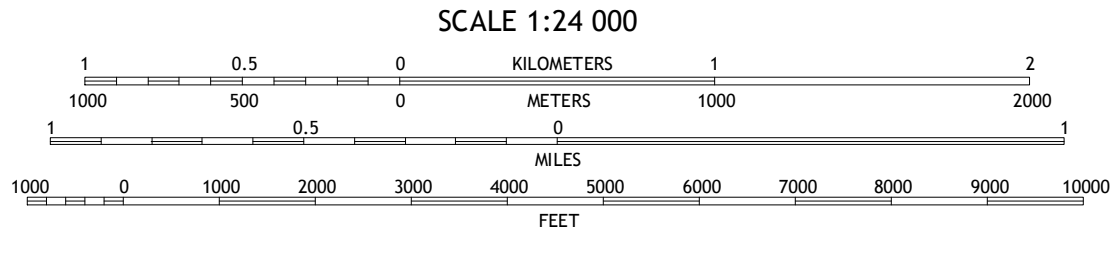 SCALE 1:24 000
1 0.5 0 KILOMETERS 1 2
1000 500 0 METERS 1000 2000
1 0.5 0 1
MILES
1000 0 1000 2000 3000 4000 5000 6000 7000 8000 9000 10000
FEET